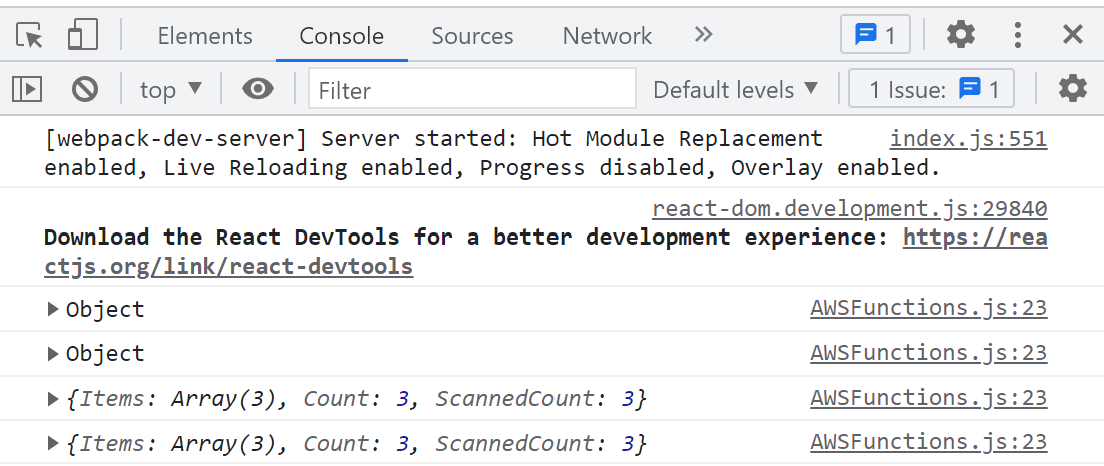 Elements Console Sources Network 1
top Filter Default levels 1 Issue: 1
[webpack-dev-server] Server started: Hot Module Replacement index.js:551
enabled, Live Reloading enabled, Progress disabled, Overlay enabled.
react-dom.development.js:29840
Download the React DevTools for a better development experience: https://rea
ctjs.org/link/react-devtools
Object AWSFunctions.js:23
Object AWSFunctions.js:23
{Items: Array(3), Count: 3, ScannedCount: 3} AWSFunctions.js:23
{Items: Array(3), Count: 3, ScannedCount: 3} AWSFunctions.js:23